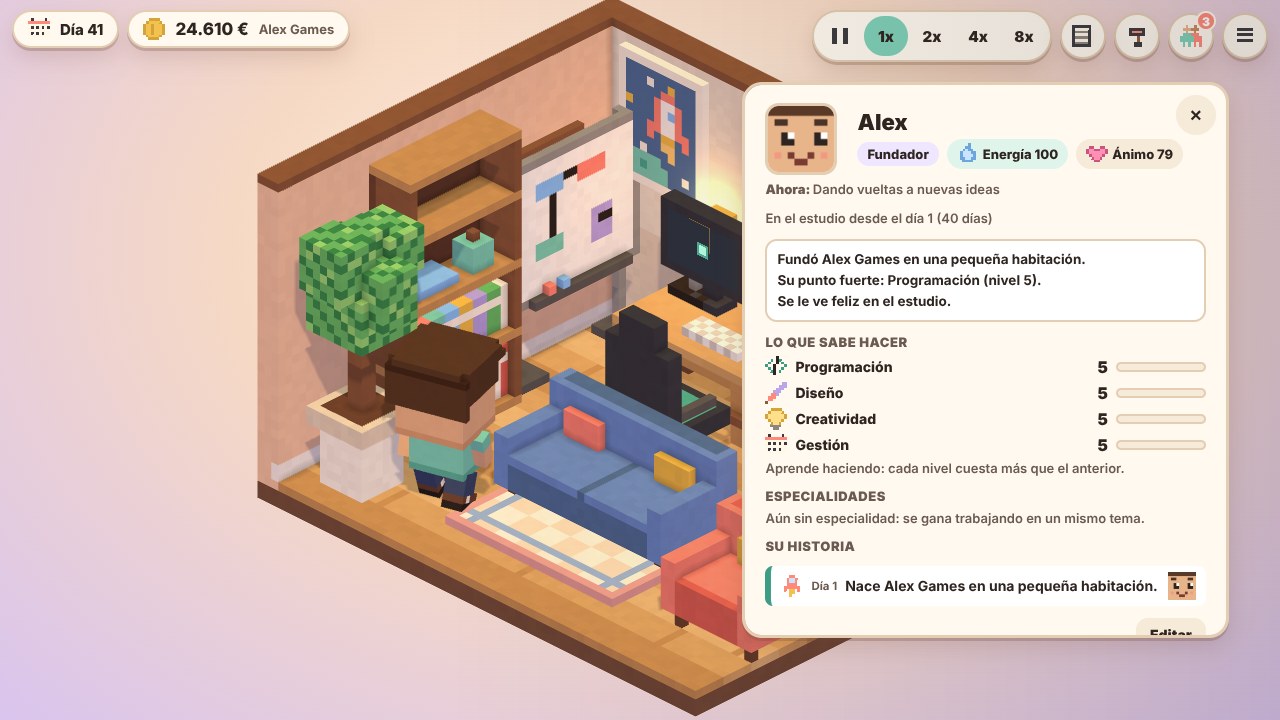 Día 41
24.610 €
Alex Games
1x
2x
4x
8x
3
Alex
Fundador
Energía 100
Ánimo 79
Ahora: Dando vueltas a nuevas ideas
En el estudio desde el día 1 (40 días)
Fundó Alex Games en una pequeña habitación.
Su punto fuerte: Programación (nivel 5).
Se le ve feliz en el estudio.
LO QUE SABE HACER
Programación 5
Diseño 5
Creatividad 5
Gestión 5
Aprende haciendo: cada nivel cuesta más que el anterior.
ESPECIALIDADES
Aún sin especialidad: se gana trabajando en un mismo tema.
SU HISTORIA
Día 1 Nace Alex Games en una pequeña habitación.
Editar